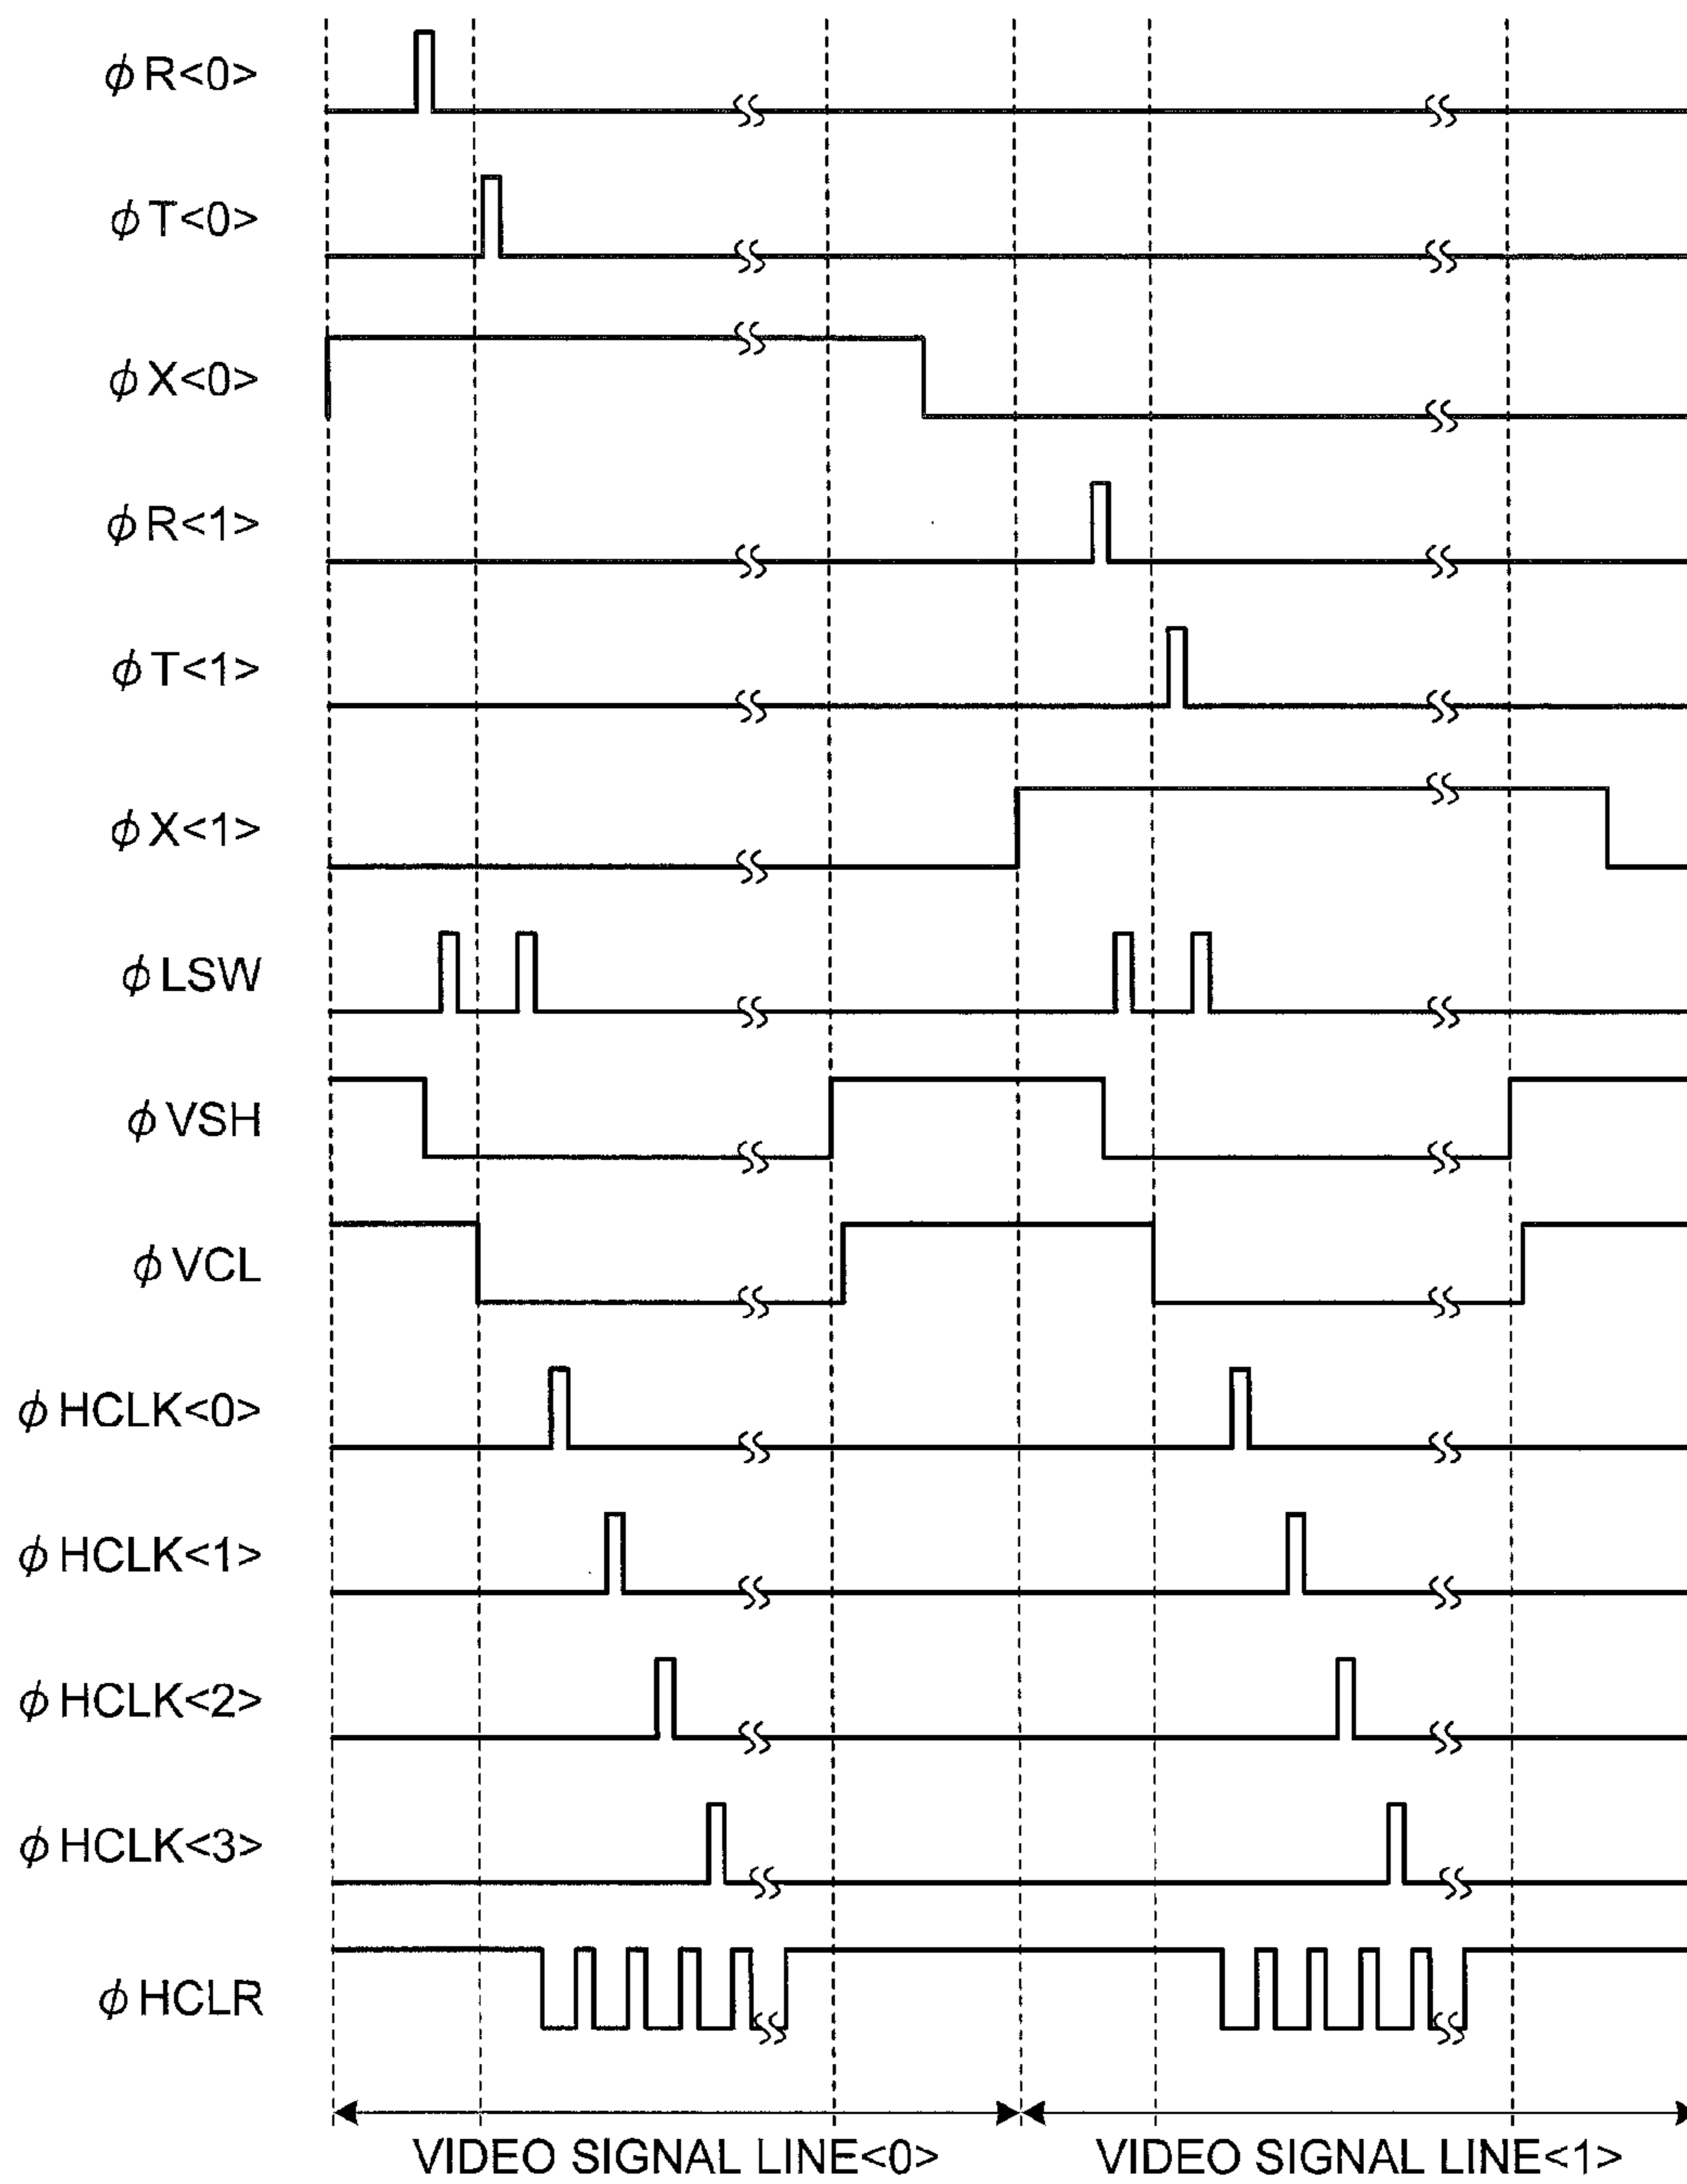 ϕR<0>
ϕT<0>
ϕX<0>
ϕR<1>
ϕT<1>
ϕX<1>
ϕLSW
ϕVSH
ϕVCL
ϕHCLK<0>
ϕHCLK<1>
ϕHCLK<2>
ϕHCLK<3>
ϕHCLR
VIDEO SIGNAL LINE<0> VIDEO SIGNAL LINE<1>